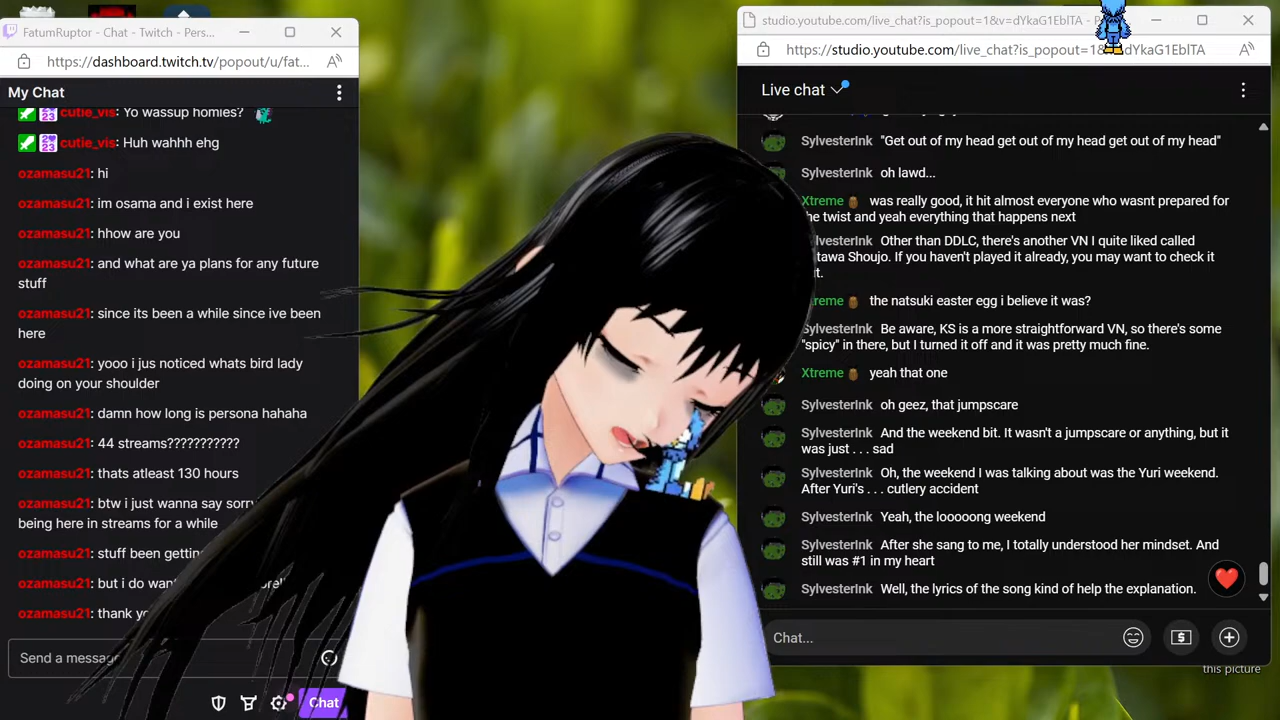 FatumRuptor - Chat - Twitch - Pers...
https://dashboard.twitch.tv/popout/u/fat...
My Chat
cutie_vis: Yo wassup homies?
cutie_vis: Huh wahhh ehg
ozamasu21: hi
ozamasu21: im osama and i exist here
ozamasu21: hhow are you
ozamasu21: and what are ya plans for any future
stuff
ozamasu21: since its been a while since ive been
here
ozamasu21: yooo i jus noticed whats bird lady
doing on your shoulder
ozamasu21: damn how long is persona hahaha
ozamasu21: 44 streams???????????
ozamasu21: thats atleast 130 hours
ozamasu21: btw i just wanna say sorry
being here in streams for a while
ozamasu21: stuff been getting
ozamasu21: but i do
ozamasu21: thank
Send a message
Chat
studio.youtube.com/live_chat?is_popout=1&v=dYkaG1EblTA -
https://studio.youtube.com/live_chat?is_popout=1& dYkaG1EblTA
Live chat
SylvesterInk "Get out of my head get out of my head get out of my head"
SylvesterInk oh lawd...
Xtreme was really good, it hit almost everyone who wasnt prepared for
the twist and yeah everything that happens next
SylvesterInk Other than DDLC, there's another VN I quite liked called
tawa Shoujo. If you haven't played it already, you may want to check it
Xtreme the natsuki easter egg i believe it was?
SylvesterInk Be aware, KS is a more straightforward VN, so there's some
"spicy" in there, but I turned it off and it was pretty much fine.
Xtreme yeah that one
SylvesterInk oh geez, that jumpscare
SylvesterInk And the weekend bit. It wasn't a jumpscare or anything, but it
was just . . . sad
SylvesterInk Oh, the weekend I was talking about was the Yuri weekend.
After Yuri's . . . cutlery accident
SylvesterInk Yeah, the looooong weekend
SylvesterInk After she sang to me, I totally understood her mindset. And
still was #1 in my heart
SylvesterInk Well, the lyrics of the song kind of help the explanation.
Chat...
this picture